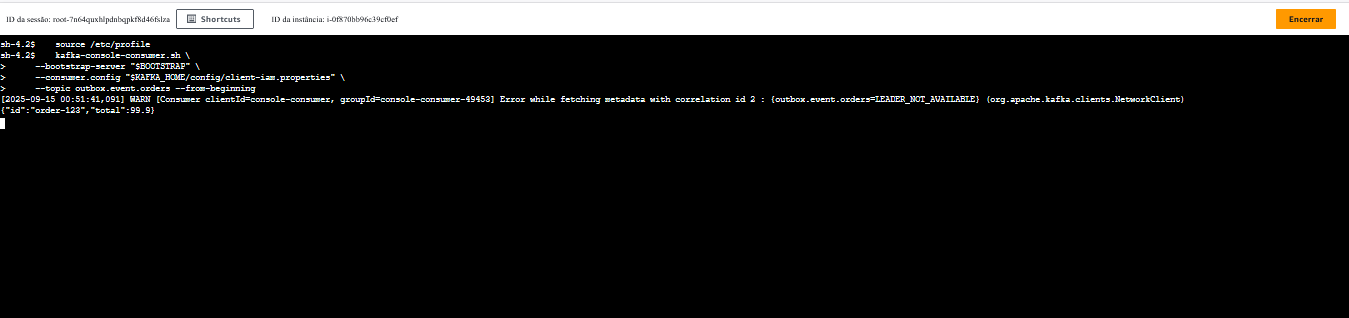 ID da sessão: root-7n64quxhlpdnbqpkf8d46fslza Shortcuts ID da instância: i-0f870bb96c39cf0ef Encerrar
sh-4.2$ source /etc/profile
sh-4.2$ kafka-console-consumer.sh \
> --bootstrap-server "$BOOTSTRAP" \
> --consumer.config "$KAFKA_HOME/config/client-iam.properties" \
> --topic outbox.event.orders --from-beginning
[2025-09-15 00:51:41,091] WARN [Consumer clientId=console-consumer, groupId=console-consumer-49453] Error while fetching metadata with correlation id 2 : {outbox.event.orders=LEADER_NOT_AVAILABLE} (org.apache.kafka.clients.NetworkClient)
{"id":"order-123","total":99.9}